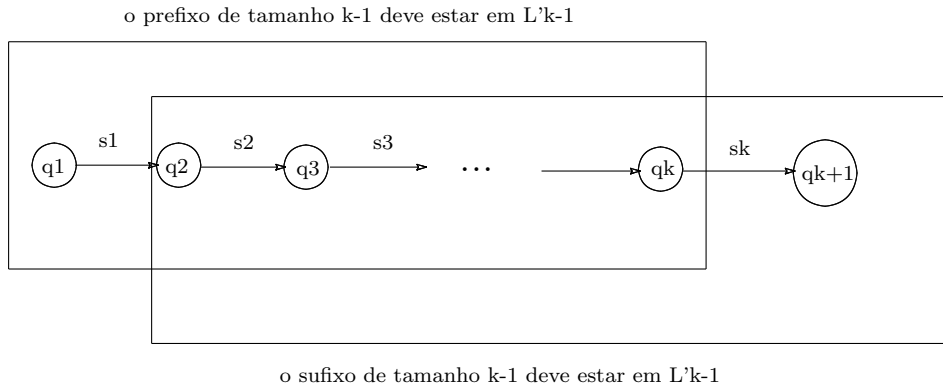 o prefixo de tamanho k-1 deve estar em L'k-1
s1 s2 s3 sk
q1 q2 q3 ... qk qk+1
o sufixo de tamanho k-1 deve estar em L'k-1